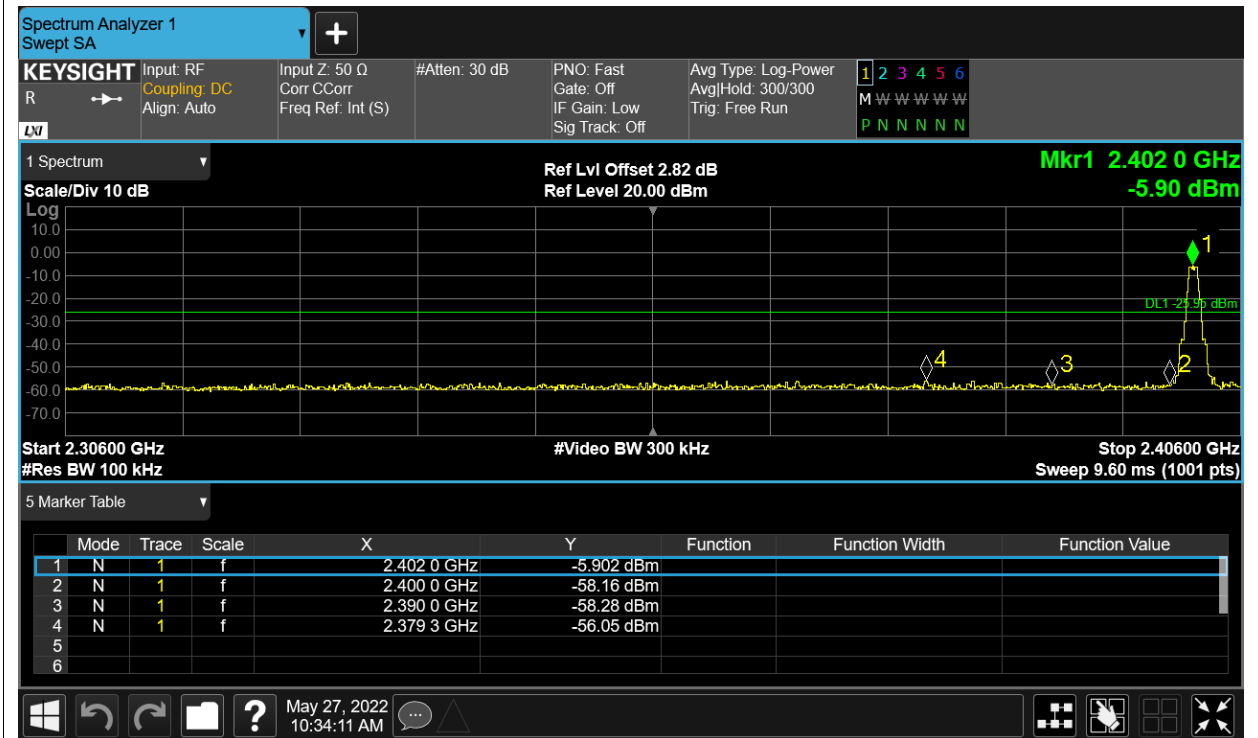 Spectrum Analyzer 1
Swept SA
+
KEYSIGHT Input: RF Input Z: 50 Ω #Atten: 30 dB PNO: Fast Avg Type: Log-Power 1 2 3 4 5 6
R Coupling: DC Corr CCorr Gate: Off Avg|Hold: 300/300 M W W W W W
Align: Auto Freq Ref: Int (S) IF Gain: Low Trig: Free Run
LXI Sig Track: Off P N N N N N
1 Spectrum Ref Lvl Offset 2.82 dB Mkr1 2.402 0 GHz
Scale/Div 10 dB Ref Level 20.00 dBm -5.90 dBm
Log
10.0
1
0.00
-10.0
-20.0
DL1 -25.95 dBm
-30.0
-40.0
4 3 2
-50.0
-60.0
-70.0
Start 2.30600 GHz #Video BW 300 kHz Stop 2.40600 GHz
#Res BW 100 kHz Sweep 9.60 ms (1001 pts)
5 Marker Table
Mode Trace Scale X Y Function Function Width Function Value
1 N 1 f 2.402 0 GHz -5.902 dBm
2 N 1 f 2.400 0 GHz -58.16 dBm
3 N 1 f 2.390 0 GHz -58.28 dBm
4 N 1 f 2.379 3 GHz -56.05 dBm
5
6
? May 27, 2022
10:34:11 AM